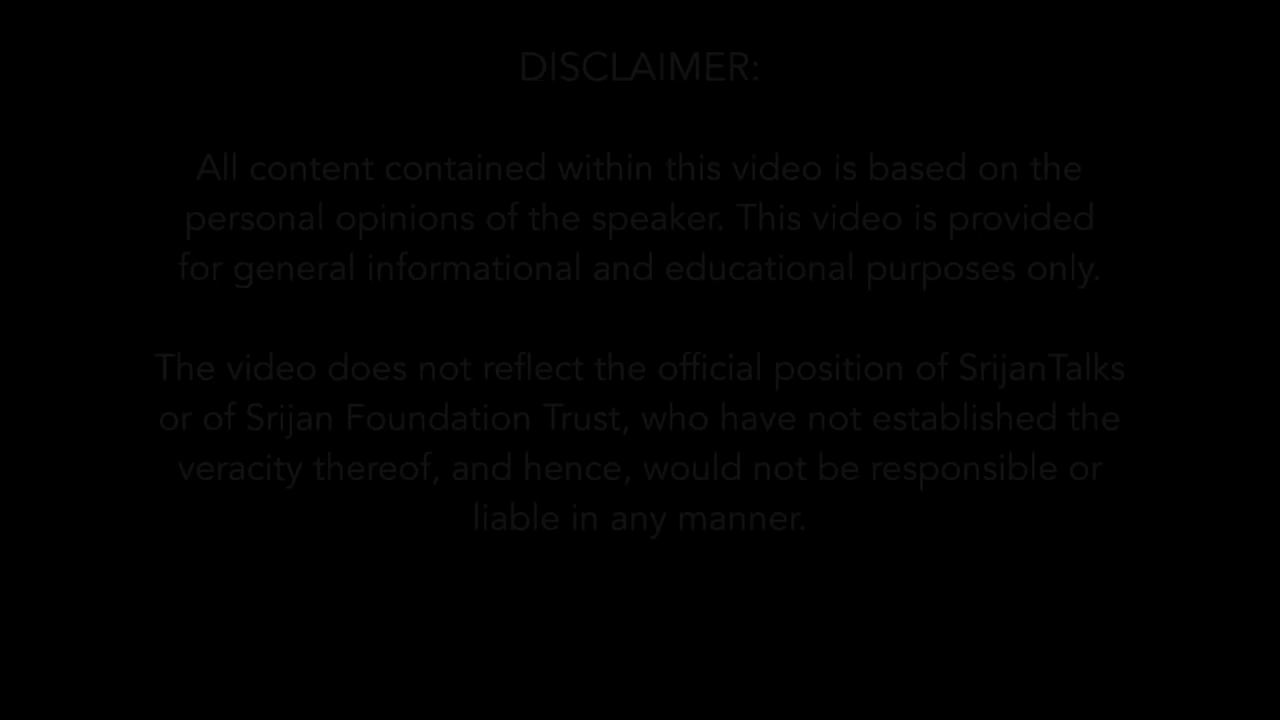 DISCLAIMER:
All content contained within this video is based on the
personal opinions of the speaker. This video is provided
for general informational and educational purposes only.
The video does not reflect the official position of SrijanTalks
or of Srijan Foundation Trust, who have not established the
veracity thereof, and hence, would not be responsible or
liable in any manner.